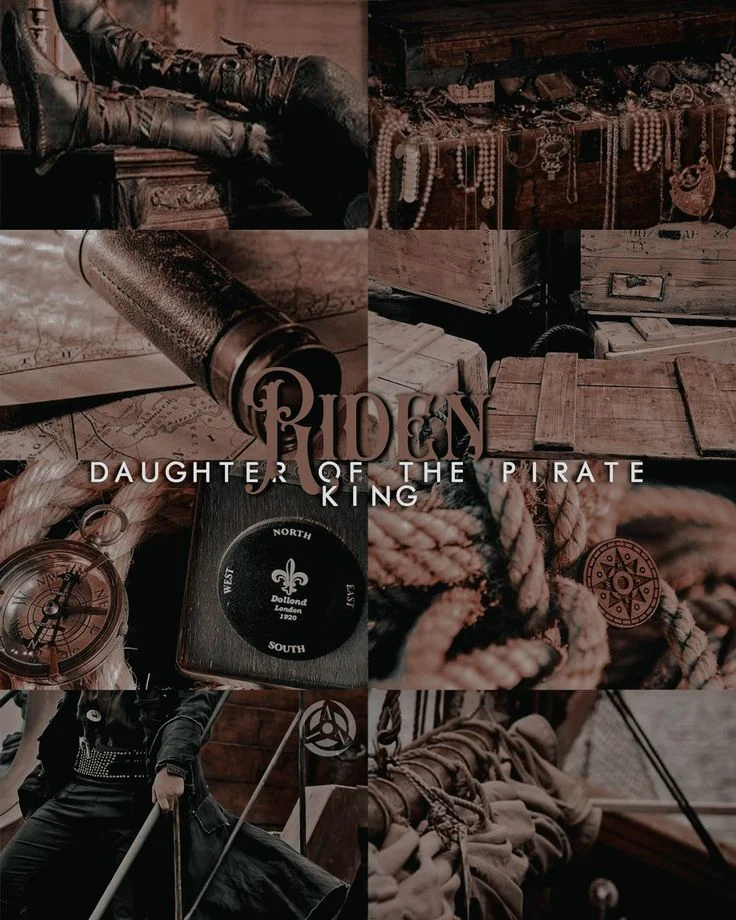 RIDEN
DAUGHTER OF THE PIRATE
KING
NORTH
WEST
EAST
Dollond
London
1920
SOUTH